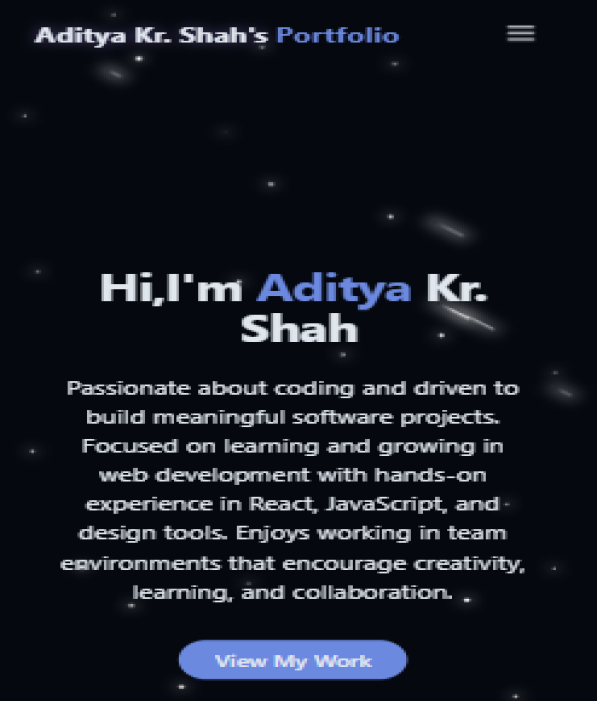 Aditya Kr. Shah's Portfolio
Hi,I'm Aditya Kr.
Shah
Passionate about coding and driven to
build meaningful software projects.
Focused on learning and growing in
web development with hands-on
experience in React, JavaScript, and
design tools. Enjoys working in team
environments that encourage creativity,
learning, and collaboration.
View My Work